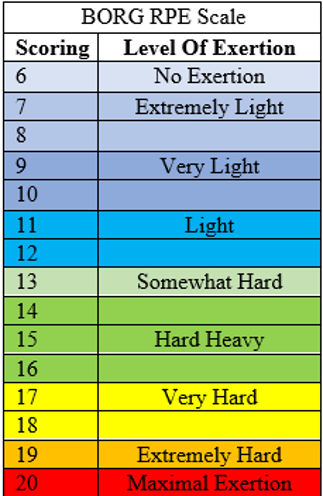 BORG RPE Scale
Scoring Level Of Exertion
6 No Exertion
7 Extremely Light
8
9 Very Light
10
11 Light
12
13 Somewhat Hard
14
15 Hard Heavy
16
17 Very Hard
18
19 Extremely Hard
20 Maximal Exertion